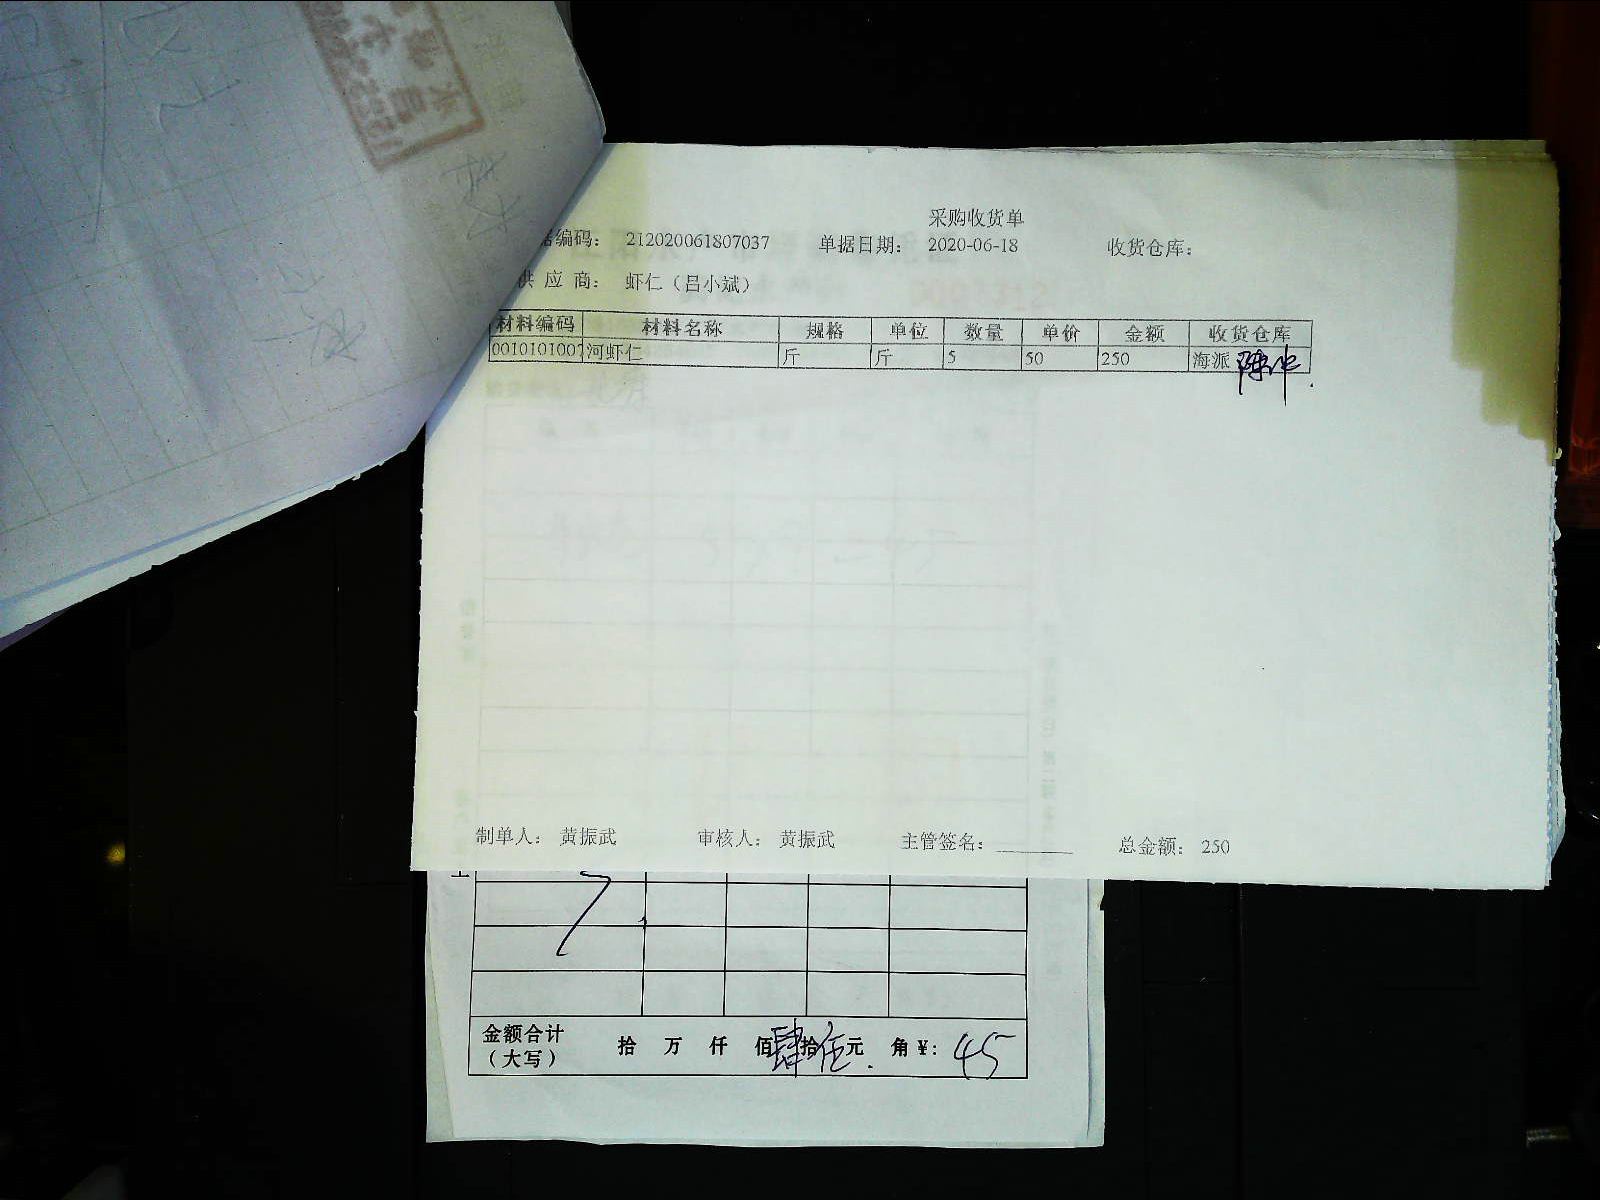 采购收货单
据编码： 212020061807037 单据日期： 2020-06-18 收货仓库：
供 应 商： 虾仁（吕小斌）
材料编码 材料名称 规格 单位 数量 单价 金额 收货仓库
0010101007 河虾仁 斤 斤 5 50 250 海派
制单人： 黄振武 审核人： 黄振武 主管签名： 总金额： 250
金额合计（大写） 拾 万 仟 佰 肆 拾 伍 元 角 ¥: 45